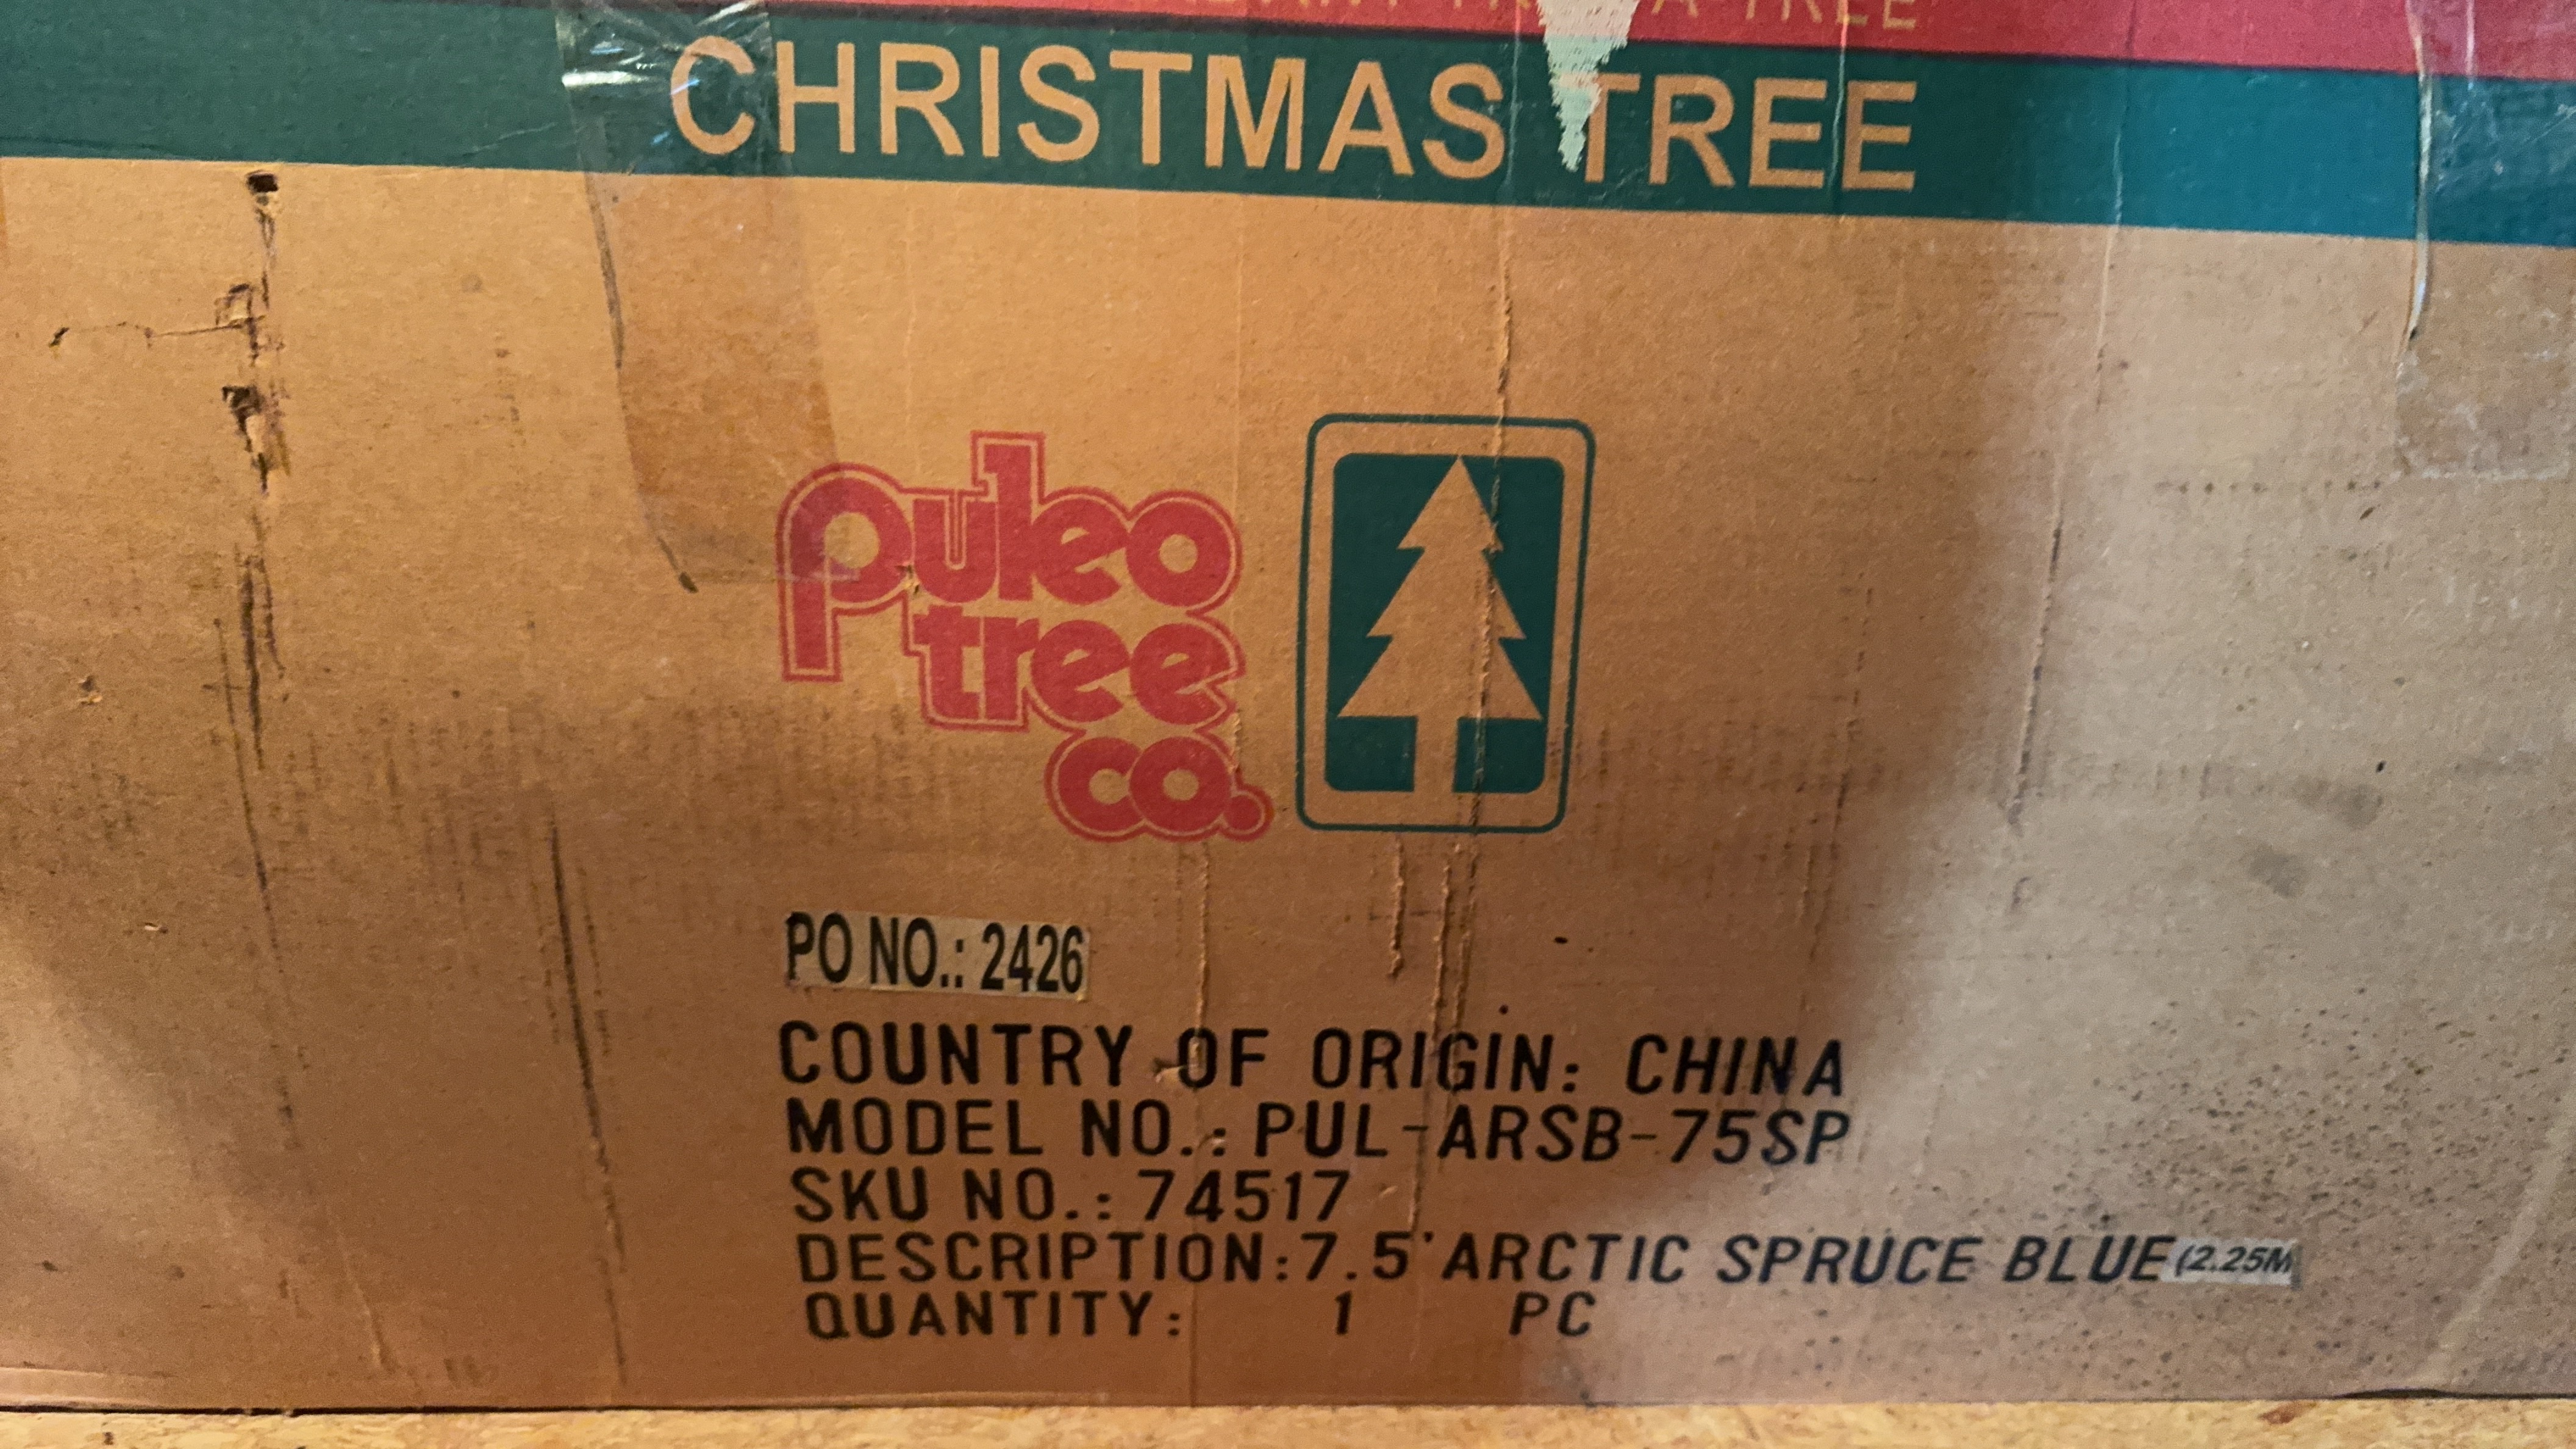 A TREE
CHRISTMAS TREE
puleo
tree
co.
PO NO.: 2426
COUNTRY OF ORIGIN: CHINA
MODEL NO.: PUL-ARSB-75SP
SKU NO.: 74517
DESCRIPTION:7.5'ARCTIC SPRUCE BLUE(2.25M
QUANTITY: 1 PC